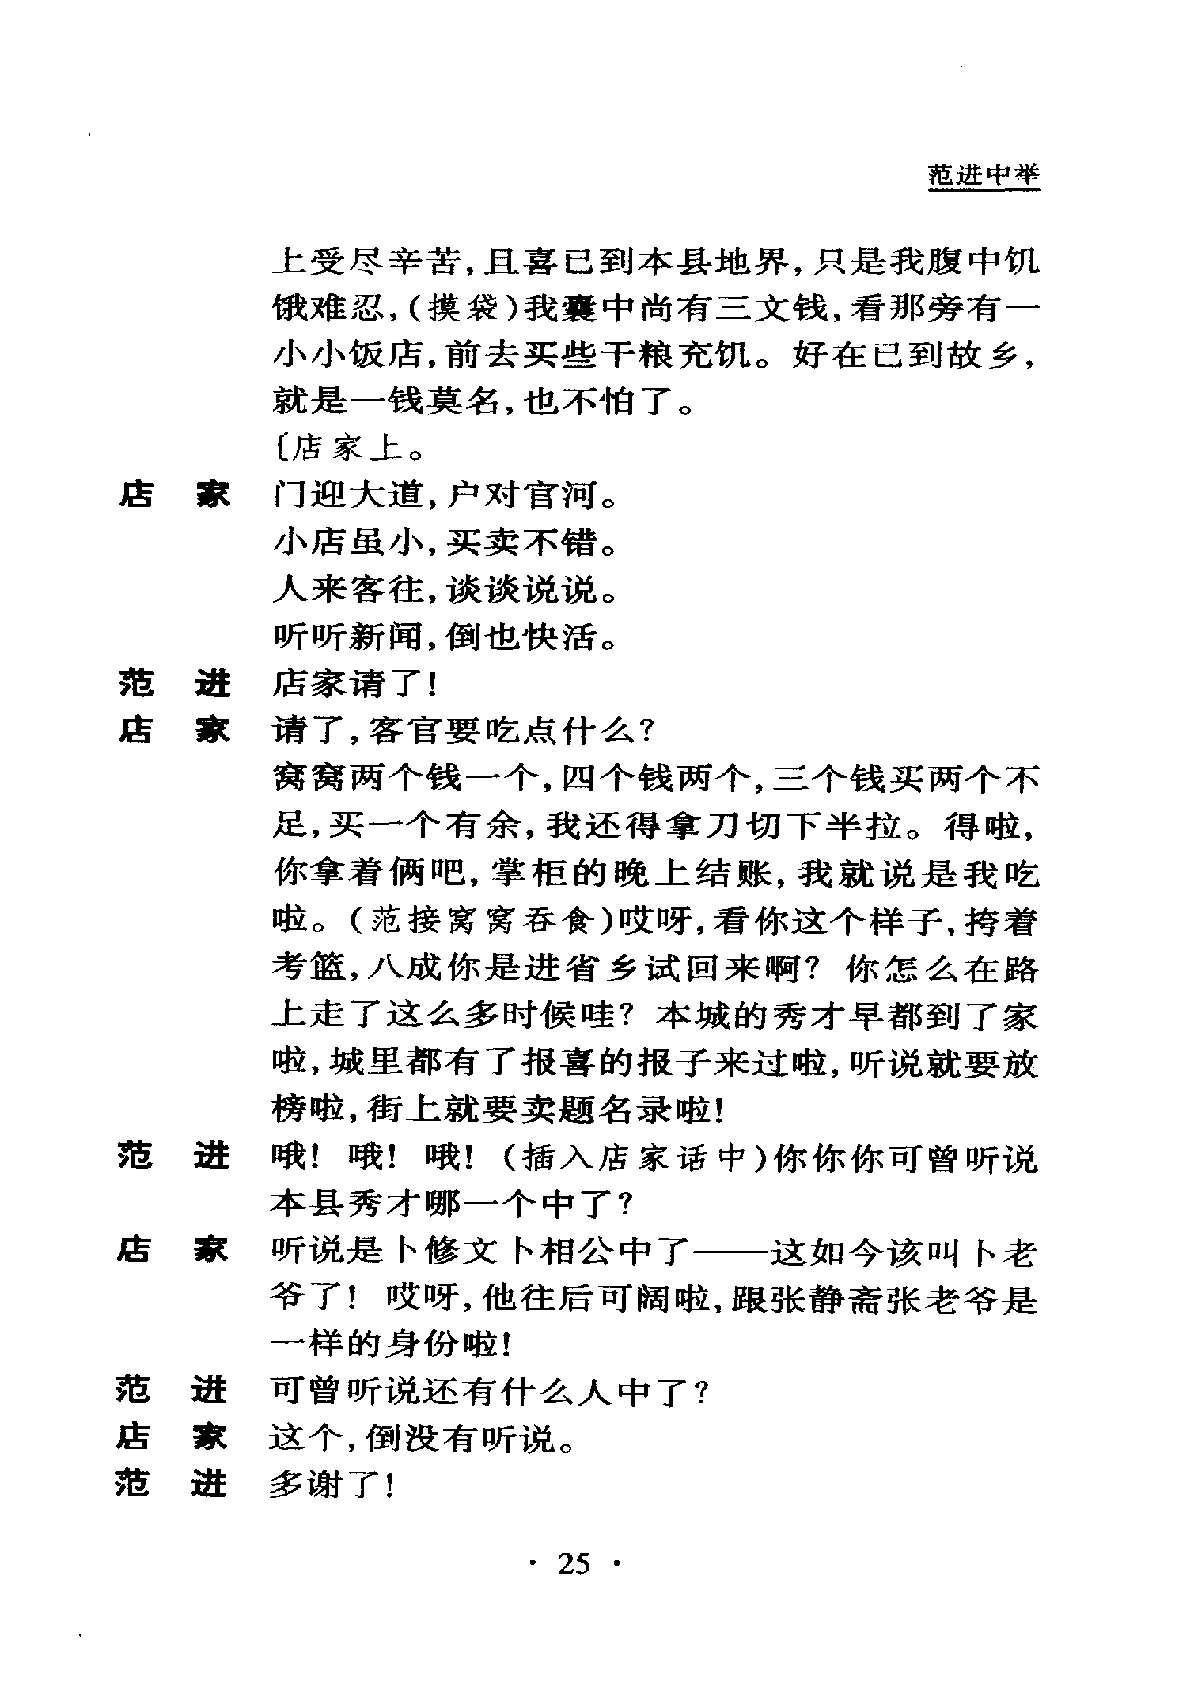 范进中举
上受尽辛苦,且喜已到本县地界,只是我腹中饥
饿难忍,(摸袋)我囊中尚有三文钱,看那旁有一
小小饭店,前去买些干粮充饥。好在已到故乡,
就是一钱莫名,也不怕了。
〔店家上。
店　家　门迎大道,户对官河。
小店虽小,买卖不错。
人来客往,谈谈说说。
听听新闻,倒也快活。
范　进　店家请了!
店　家　请了,客官要吃点什么?
窝窝两个钱一个,四个钱两个,三个钱买两个不
足,买一个有余,我还得拿刀切下半拉。得啦,
你拿着俩吧,掌柜的晚上结账,我就说是我吃
啦。(范接窝窝吞食)哎呀,看你这个样子,挎着
考篮,八成你是进省乡试回来啊?你怎么在路
上走了这么多时候哇?本城的秀才早都到了家
啦,城里都有了报喜的报子来过啦,听说就要放
榜啦,街上就要卖题名录啦!
范　进　哦!哦!哦!(插入店家话中)你你你可曾听说
本县秀才哪一个中了?
店　家　听说是卜修文卜相公中了——这如今该叫卜老
爷了!哎呀,他往后可阔啦,跟张静斋张老爷是
一样的身份啦!
范　进　可曾听说还有什么人中了?
店　家　这个,倒没有听说。
范　进　多谢了!
· 25 ·